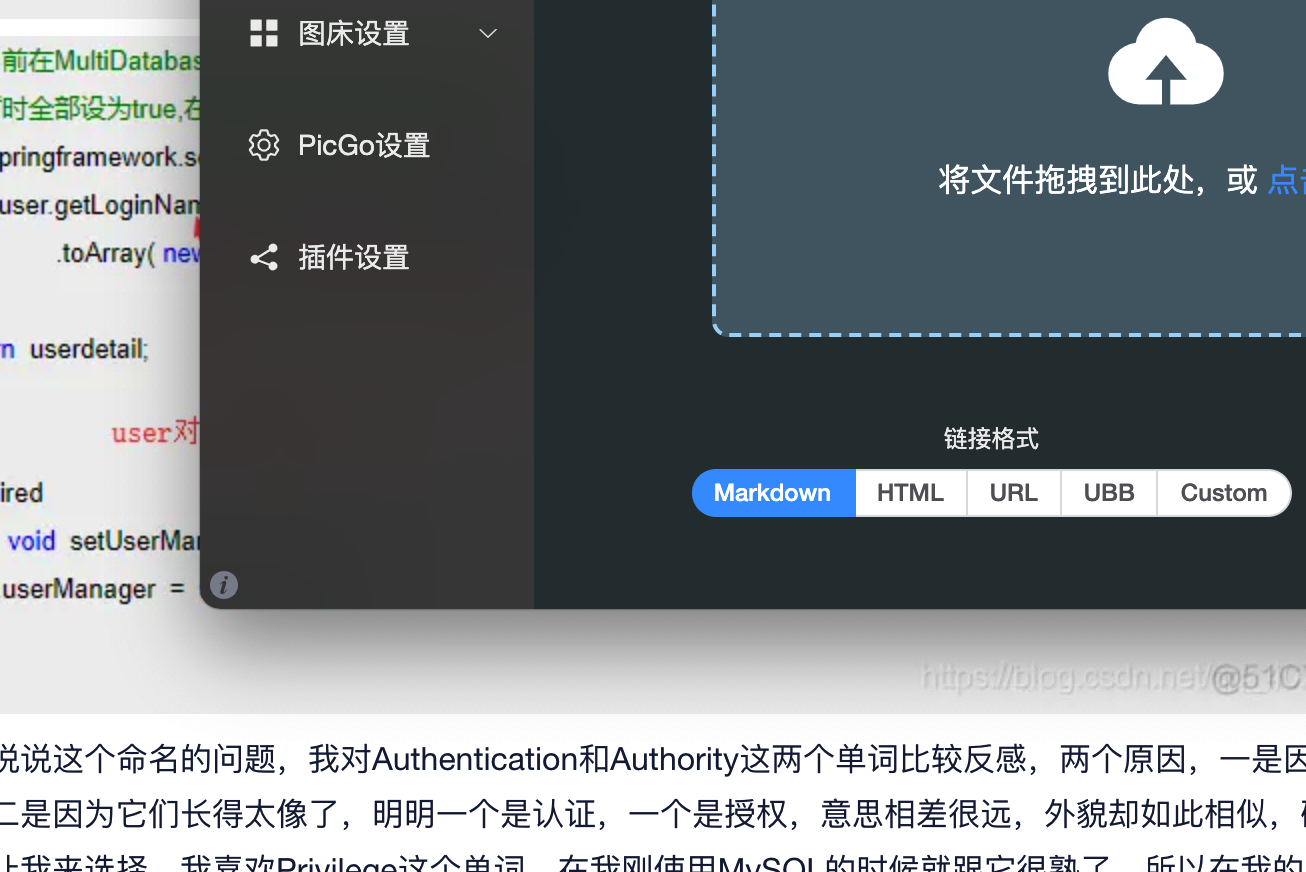 图床设置
前在MultiDatabas
时全部设为true,在
PicGo设置
pringframework.s
将文件拖拽到此处，或 点击
user.getLoginNam
.toArray( new
插件设置
n userdetail;
user对
链接格式
ired
Markdown HTML URL UBB Custom
void setUserMan
.userManager =
https://blog.csdn.net/@51C
说说这个命名的问题，我对Authentication和Authority这两个单词比较反感，两个原因，一是因
二是因为它们长得太像了，明明一个是认证，一个是授权，意思相差很远，外貌却如此相似，
让我来选择，我喜欢Privilege这个单词，在我刚使用MySQL的时候就跟它很熟了，所以在我的